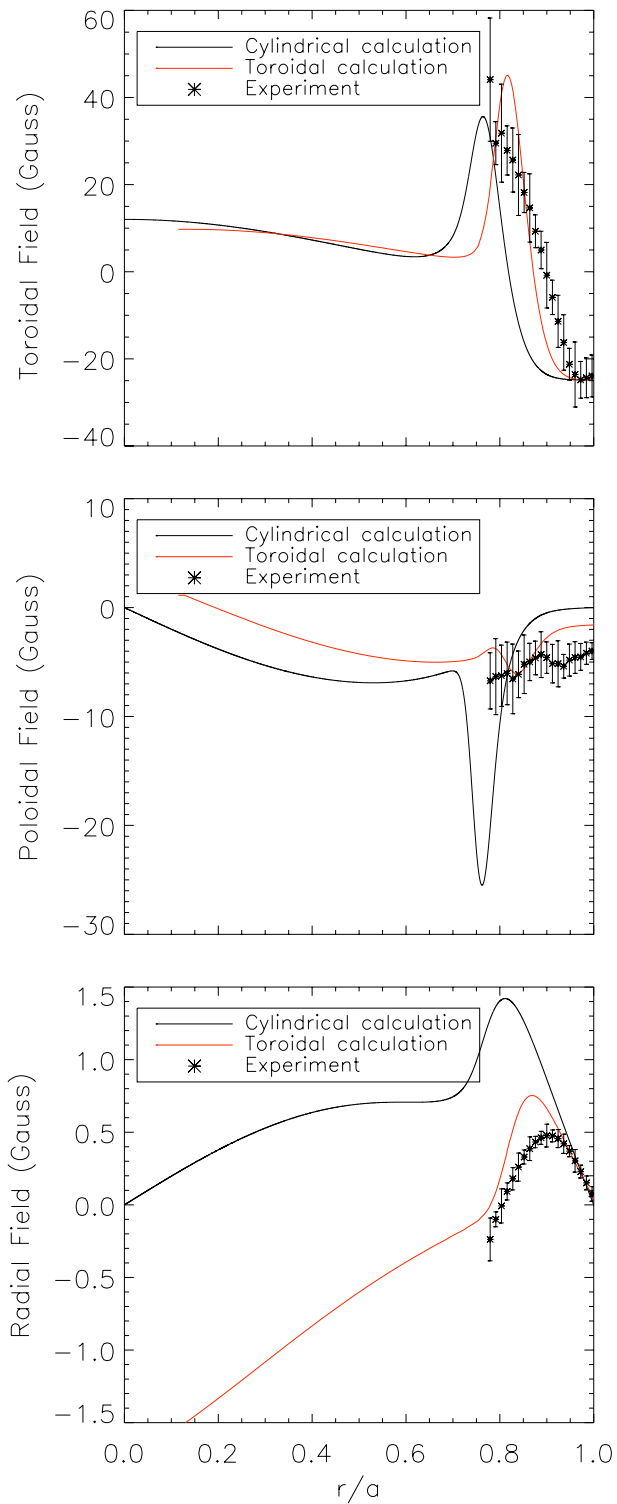 60
40
20
0
−20
−40
Toroidal Field (Gauss)
Cylindrical calculation
Toroidal calculation
Experiment
10
0
−10
−20
−30
Poloidal Field (Gauss)
Cylindrical calculation
Toroidal calculation
Experiment
1.5
1.0
0.5
0.0
−0.5
−1.0
−1.5
Radial Field (Gauss)
Cylindrical calculation
Toroidal calculation
Experiment
0.0 0.2 0.4 0.6 0.8 1.0
r/a